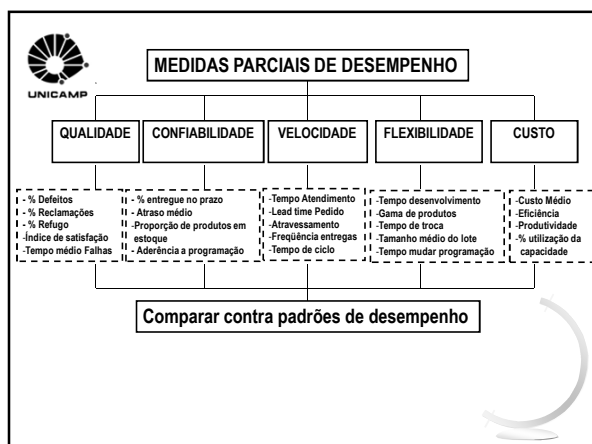 UNICAMP
MEDIDAS PARCIAIS DE DESEMPENHO
QUALIDADE
CONFIABILIDADE
VELOCIDADE
FLEXIBILIDADE
CUSTO
- % Defeitos
- % Reclamações
- % Refugo
-Índice de satisfação
-Tempo médio Falhas
- % entregue no prazo
- Atraso médio
-Proporção de produtos em
estoque
- Aderência a programação
-Tempo Atendimento
-Lead time Pedido
-Atravessamento
-Freqüência entregas
-Tempo de ciclo
-Tempo desenvolvimento
-Gama de produtos
-Tempo de troca
-Tamanho médio do lote
-Tempo mudar programação
-Custo Médio
-Eficiência
-Produtividade
-% utilização da
capacidade
Comparar contra padrões de desempenho